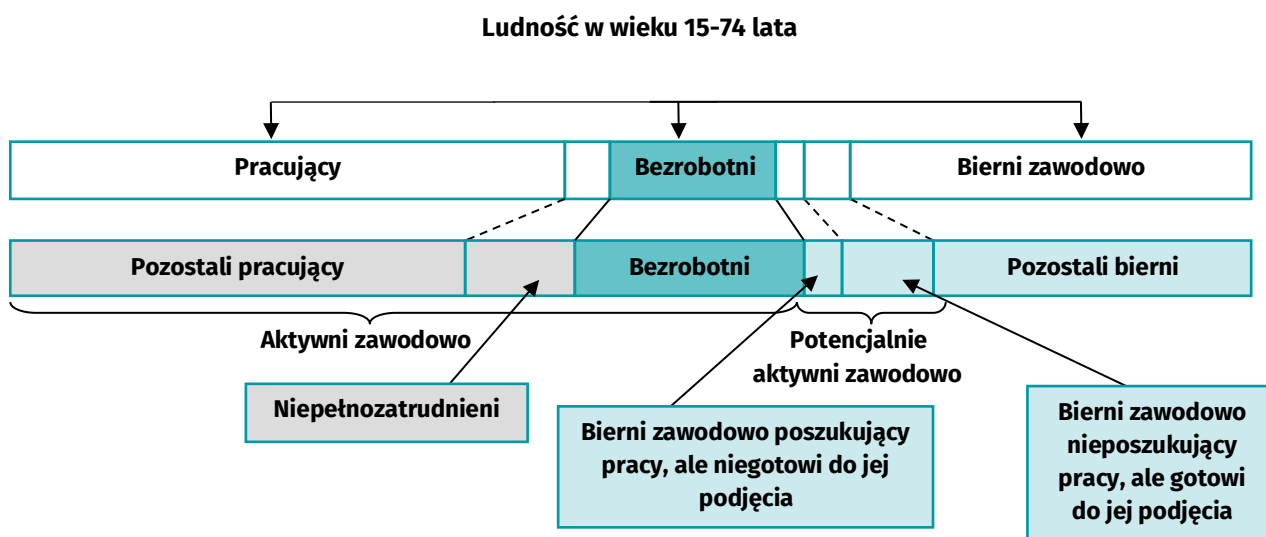 Ludność w wieku 15-74 lata
Pracujący
Bezrobotni
Bierni zawodowo
Pozostali pracujący
Bezrobotni
Pozostali bierni
Aktywni zawodowo
Potencjalnie
aktywni zawodowo
Niepełnozatrudnieni
Bierni zawodowo poszukujący
pracy, ale niegotowi do jej
podjęcia
Bierni zawodowo
nieposzukujący
pracy, ale gotowi
do jej podjęcia